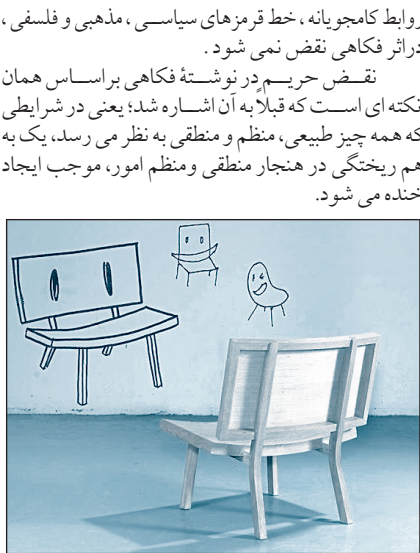 روابط کامجویانه ، خط قرمزهای سیاسی ، مذهبی و فلسفی ،
دراثر فکاهی نقض نمی شود .
نقض حریم در نوشتهٔ فکاهی براساس همان
نکته ای است که قبلاً به آن اشاره شد؛ یعنی در شرایطی
که همه چیز طبیعی، منظم و منطقی به نظر می رسد، یک به
هم ریختگی در هنجار منطقی ومنظم امور، موجب ایجاد
خنده می شود.